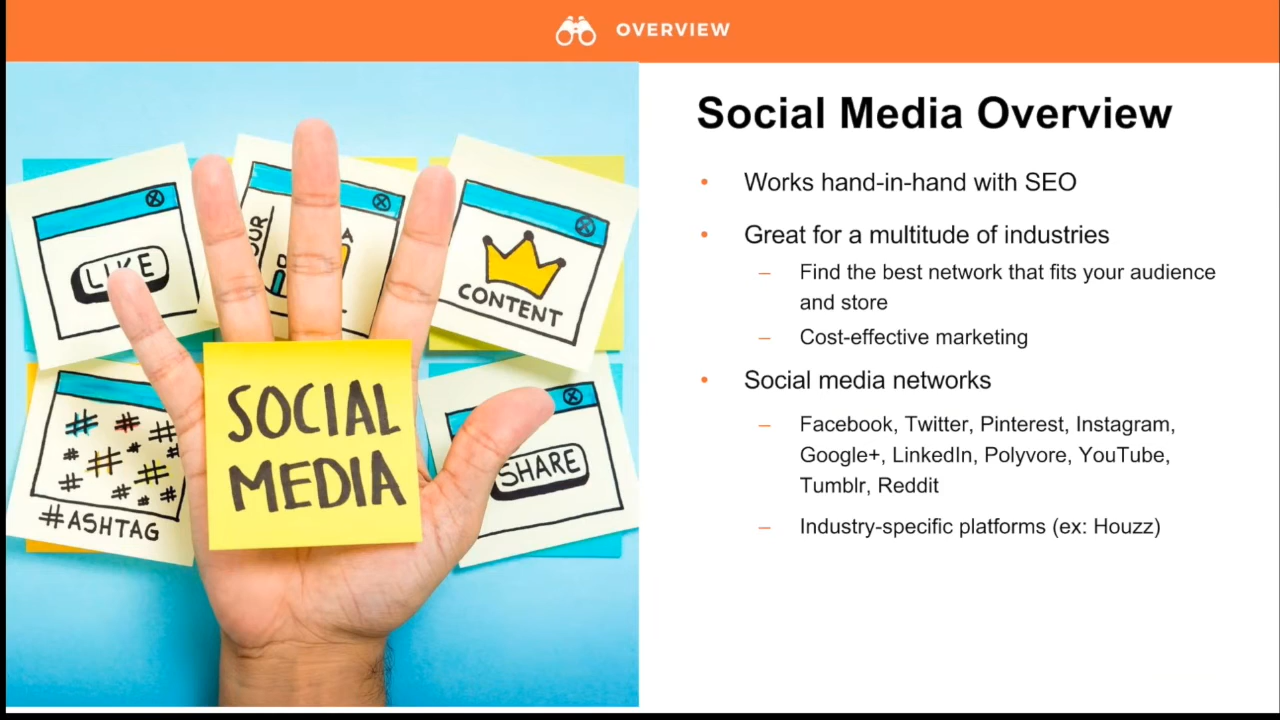 OVERVIEW
Social Media Overview
• Works hand-in-hand with SEO
• Great for a multitude of industries
– Find the best network that fits your audience
and store
– Cost-effective marketing
• Social media networks
– Facebook, Twitter, Pinterest, Instagram,
Google+, LinkedIn, Polyvore, YouTube,
Tumblr, Reddit
– Industry-specific platforms (ex: Houzz)
LIKE
CONTENT
SOCIAL
MEDIA
#ASHTAG
SHARE